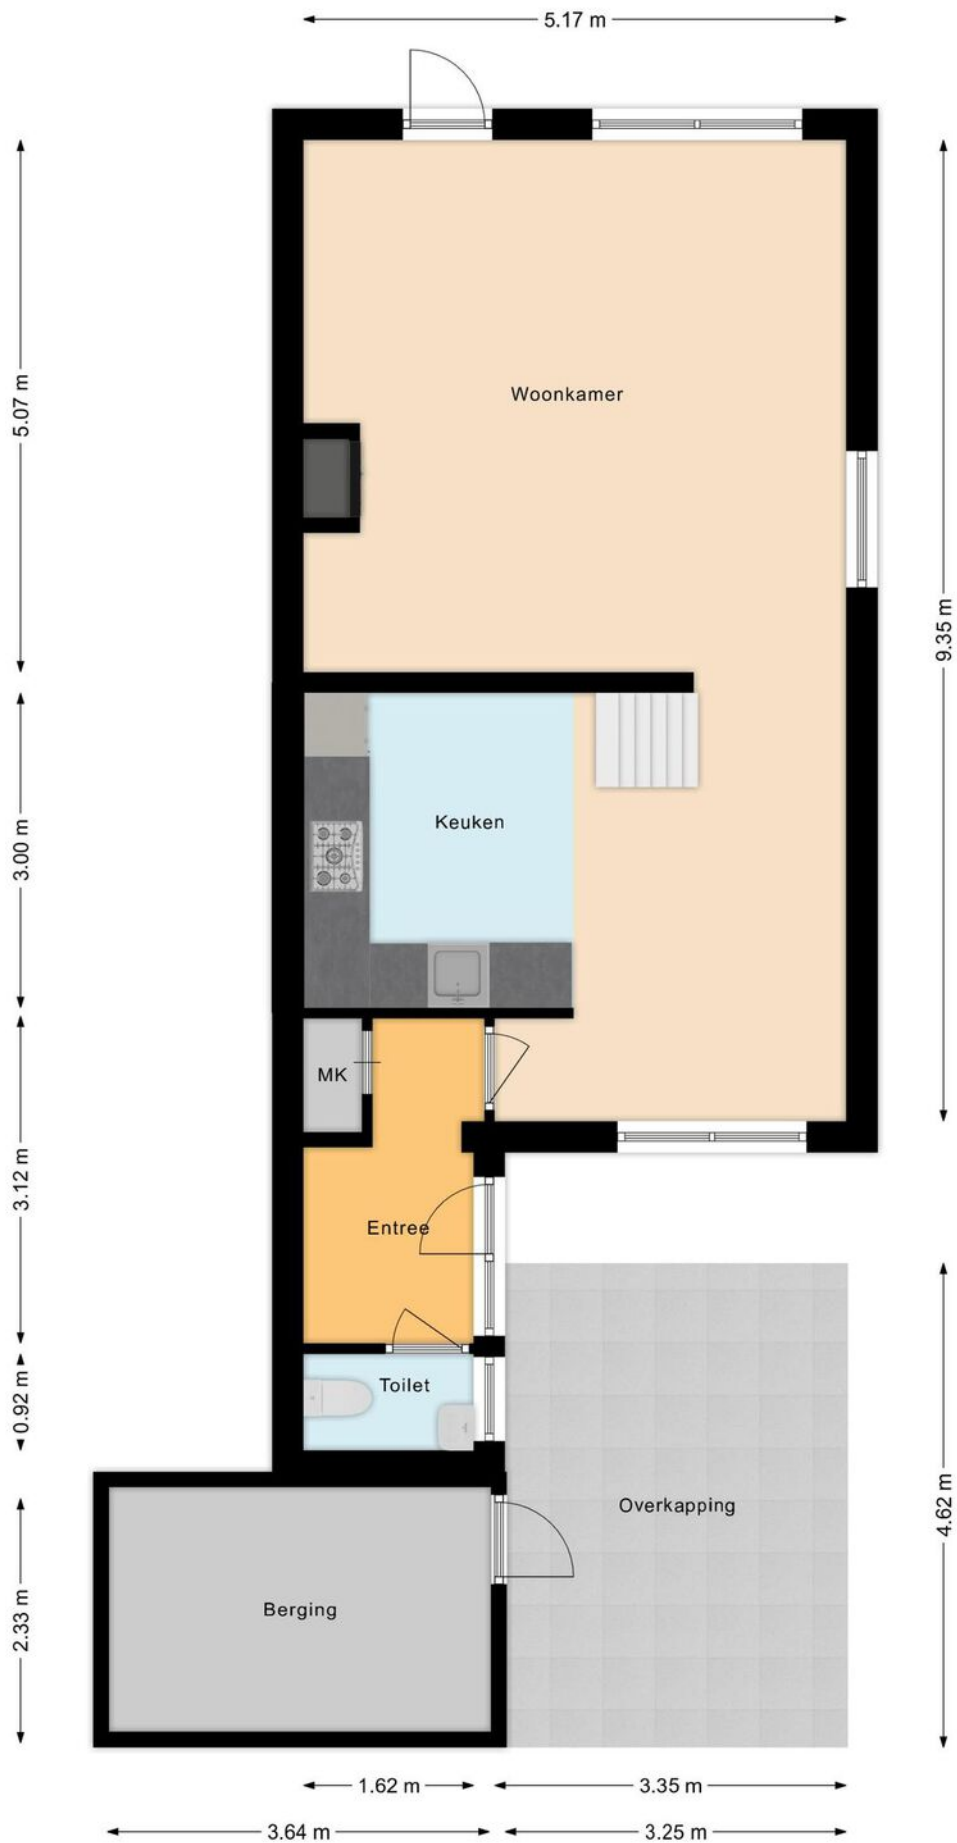 5.17 m
5.07 m
Woonkamer
9.35 m
3.00 m
Keuken
MK
3.12 m
Entree
0.92 m
Toilet
4.62 m
Overkapping
2.33 m
Berging
1.62 m
3.35 m
3.64 m
3.25 m